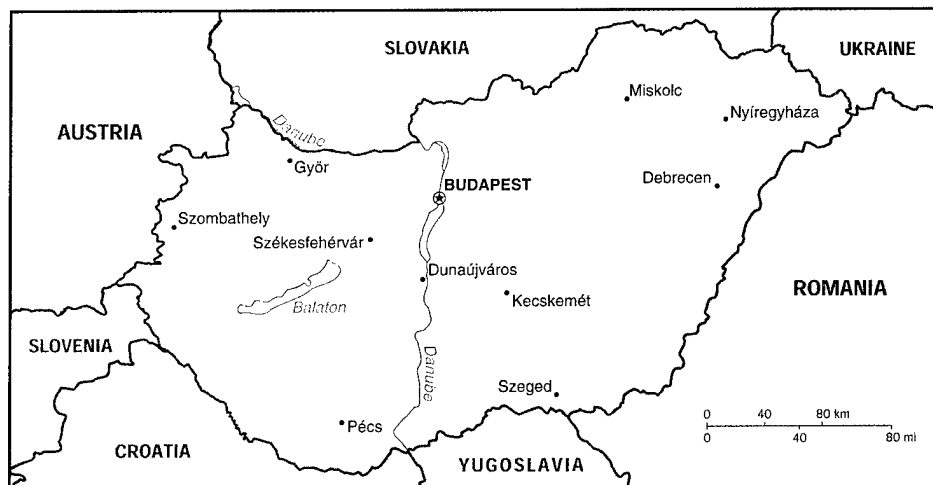 SLOVAKIA
UKRAINE
Miskolc
Nyíregyháza
AUSTRIA
Danube
Györ
Debrecen
BUDAPEST
Szombathely
Székesfehérvár
Dunaújváros
Kecskemét
ROMANIA
Balaton
SLOVENIA
Danube
Szeged
0 40 80 km
0 40 80 mi
Pécs
CROATIA
YUGOSLAVIA